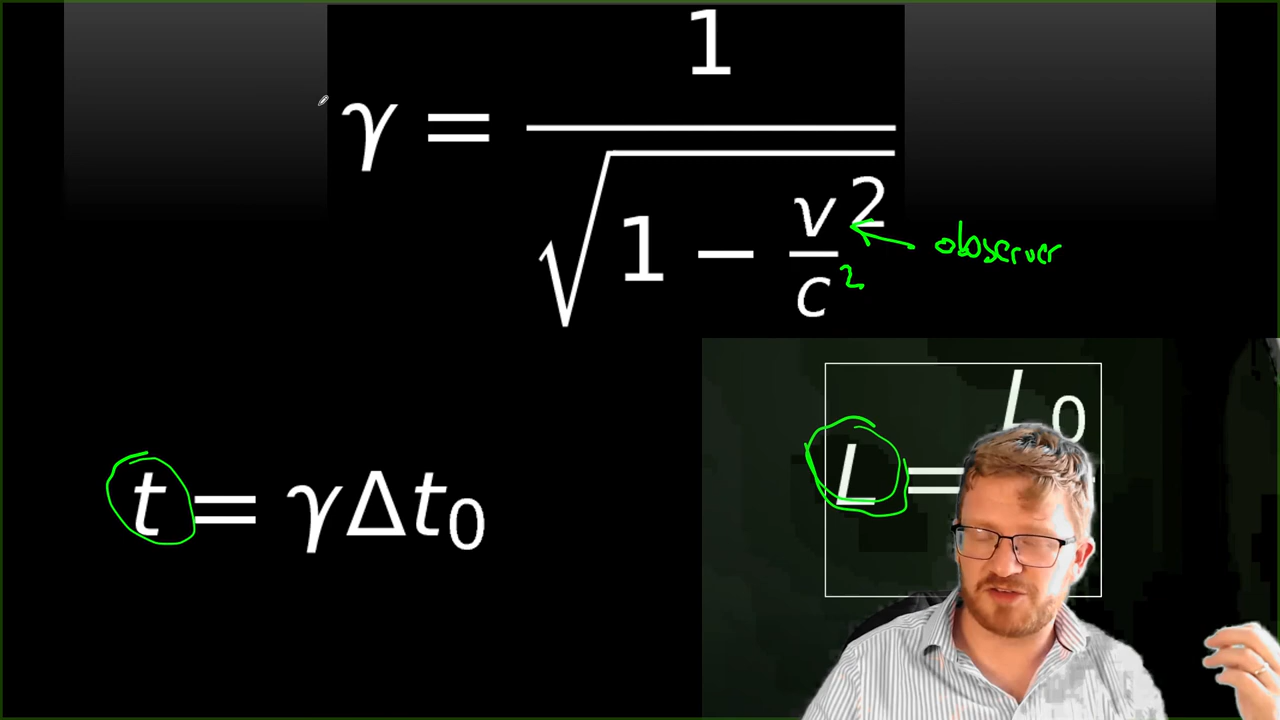 γ = 1 / √(1 − v²/c²)
observer
t = γΔt₀
L = L₀